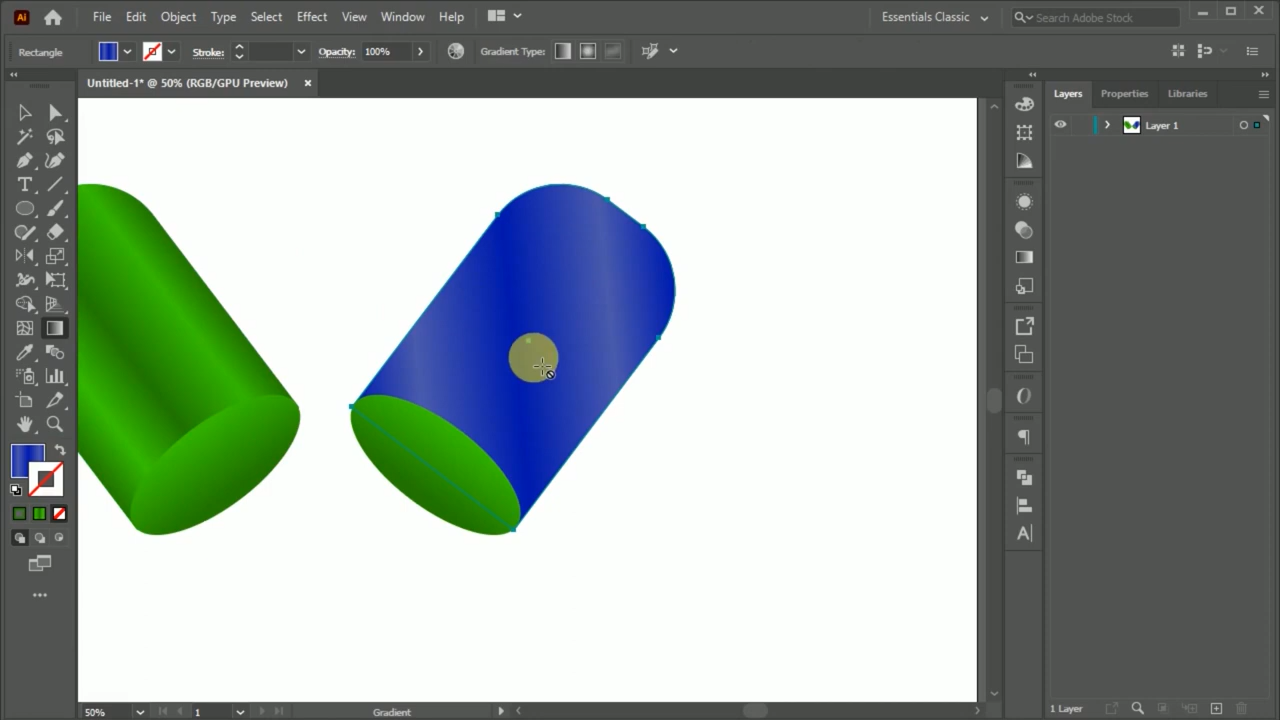 Ai File Edit Object Type Select Effect View Window Help Essentials Classic Search Adobe Stock
Rectangle Stroke: Opacity: 100% Gradient Type:
Untitled-1* @ 50% (RGB/GPU Preview) ×
Layers Properties Libraries
Layer 1
50% 1 Gradient 1 Layer